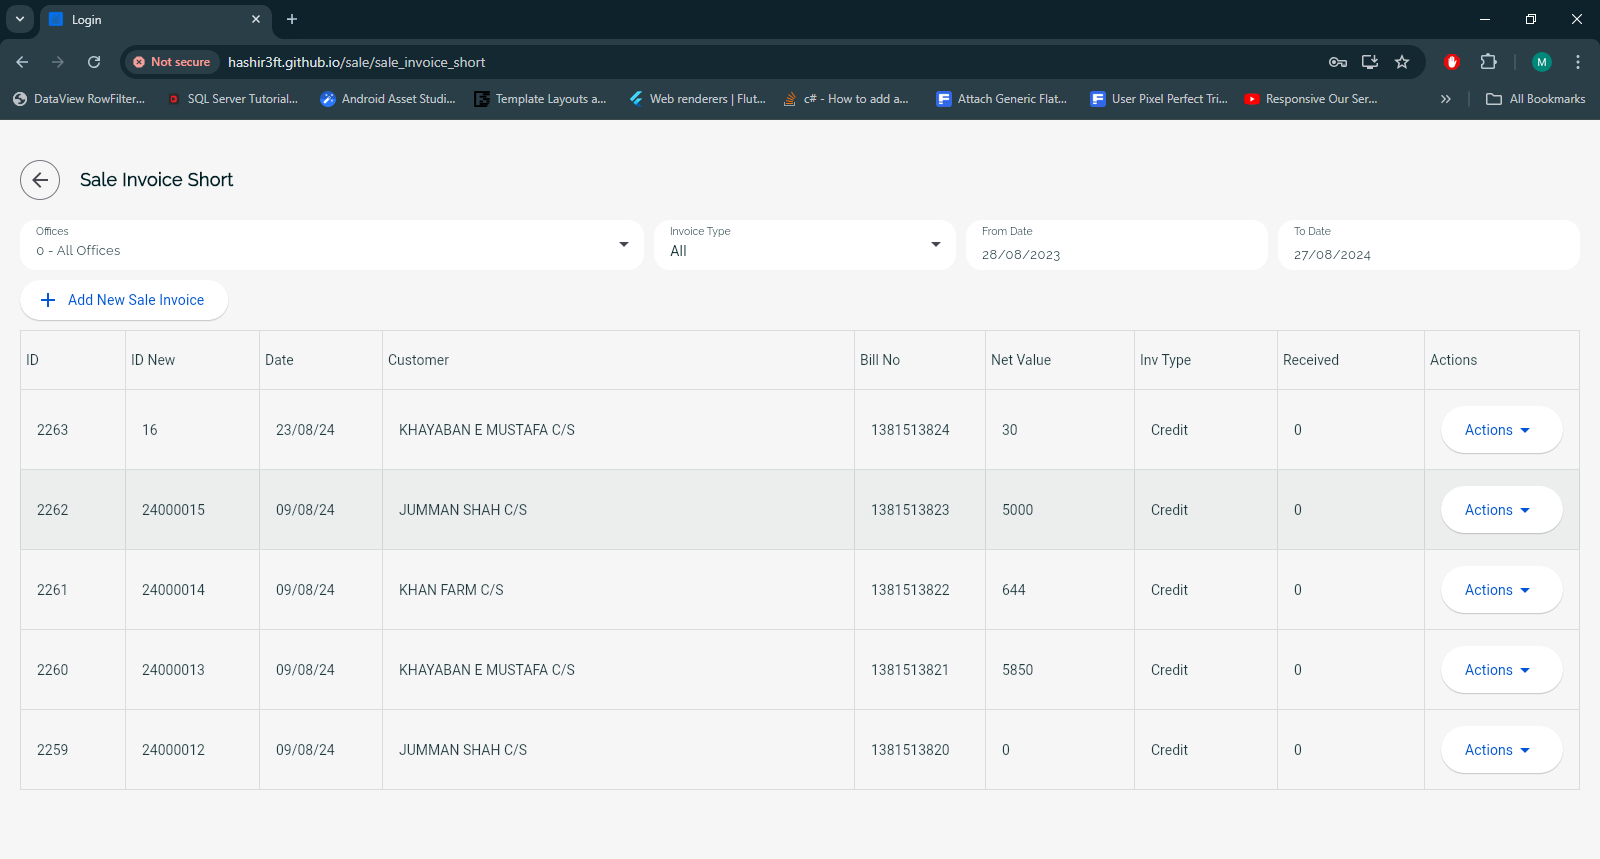 Login
Not secure
hashir3ft.github.io/sale/sale_invoice_short
M
DataView RowFilter... SQL Server Tutorial... Android Asset Studi... Template Layouts a... Web renderers | Flut... c# - How to add a... Attach Generic Flat... User Pixel Perfect Tri... Responsive Our Ser... All Bookmarks
Sale Invoice Short
Offices
0 - All Offices
Invoice Type
All
From Date
28/08/2023
To Date
27/08/2024
Add New Sale Invoice
ID ID New Date Customer Bill No Net Value Inv Type Received Actions
2263 16 23/08/24 KHAYABAN E MUSTAFA C/S 1381513824 30 Credit 0 Actions
2262 24000015 09/08/24 JUMMAN SHAH C/S 1381513823 5000 Credit 0 Actions
2261 24000014 09/08/24 KHAN FARM C/S 1381513822 644 Credit 0 Actions
2260 24000013 09/08/24 KHAYABAN E MUSTAFA C/S 1381513821 5850 Credit 0 Actions
2259 24000012 09/08/24 JUMMAN SHAH C/S 1381513820 0 Credit 0 Actions